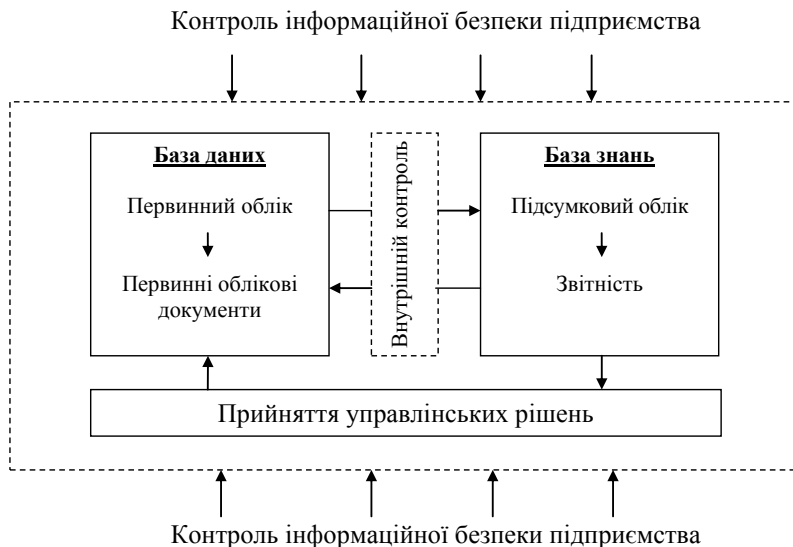 Контроль інформаційної безпеки підприємства
База даних
Первинний облік
Первинні облікові
документи
Внутрішній контроль
База знань
Підсумковий облік
Звітність
Прийняття управлінських рішень
Контроль інформаційної безпеки підприємства